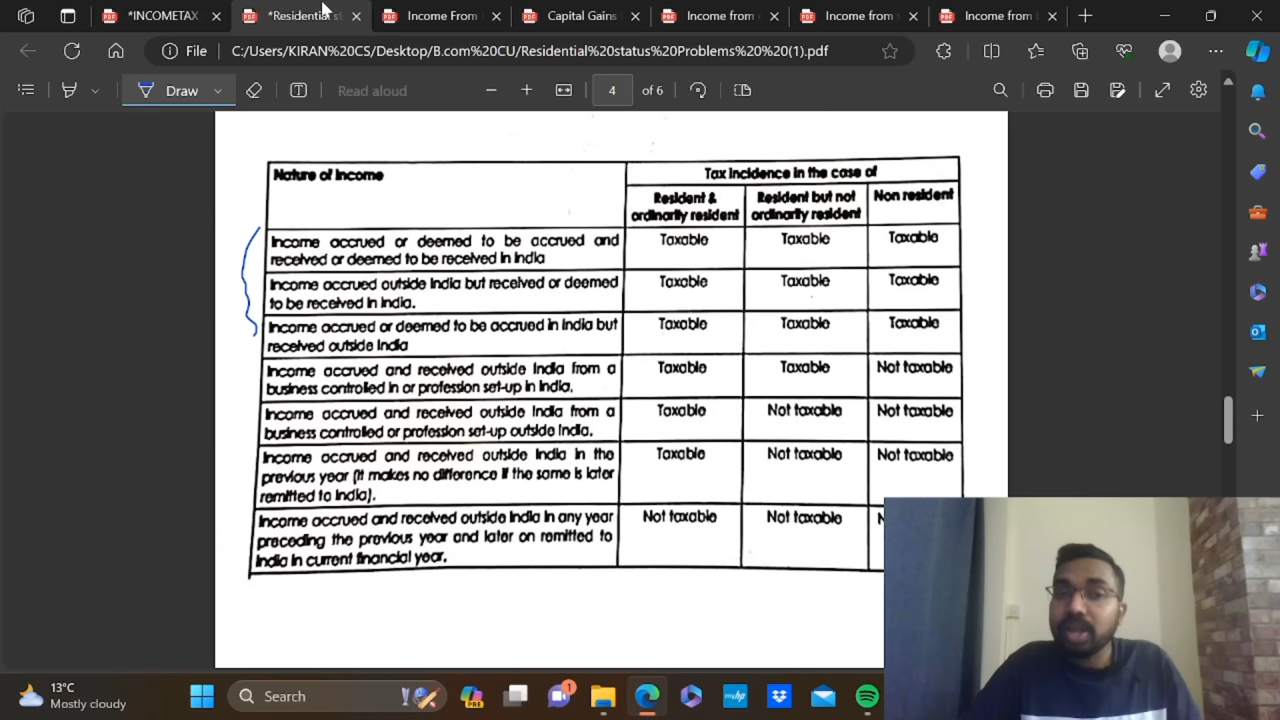 *INCOMETAX
*Residential st
Income From
Capital Gains
Income from
Income from
Income from
File
C:/Users/KIRAN%20CS/Desktop/B.com%20CU/Residential%20status%20Problems%20%20(1).pdf
Draw
Read aloud
4
of 6
Nature of Income
Tax Incidence in the case of
Resident &
ordinarily resident
Resident but not
ordinarily resident
Non resident
Income accrued or deemed to be accrued and
received or deemed to be received in India
Taxable
Taxable
Taxable
Income accrued outside India but received or deemed
to be received in India.
Taxable
Taxable
Taxable
Income accrued or deemed to be accrued in India but
received outside India
Taxable
Taxable
Taxable
Income accrued and received outside India from a
business controlled in or profession set-up in India.
Taxable
Taxable
Not taxable
Income accrued and received outside India from a
business controlled or profession set-up outside India.
Taxable
Not taxable
Not taxable
Income accrued and received outside India in the
previous year (it makes no difference if the same is later
remitted to India).
Taxable
Not taxable
Not taxable
Income accrued and received outside India in any year
preceding the previous year and later on remitted to
India in current financial year.
Not taxable
Not taxable
13°C
Mostly cloudy
Search
PRE
1
hp